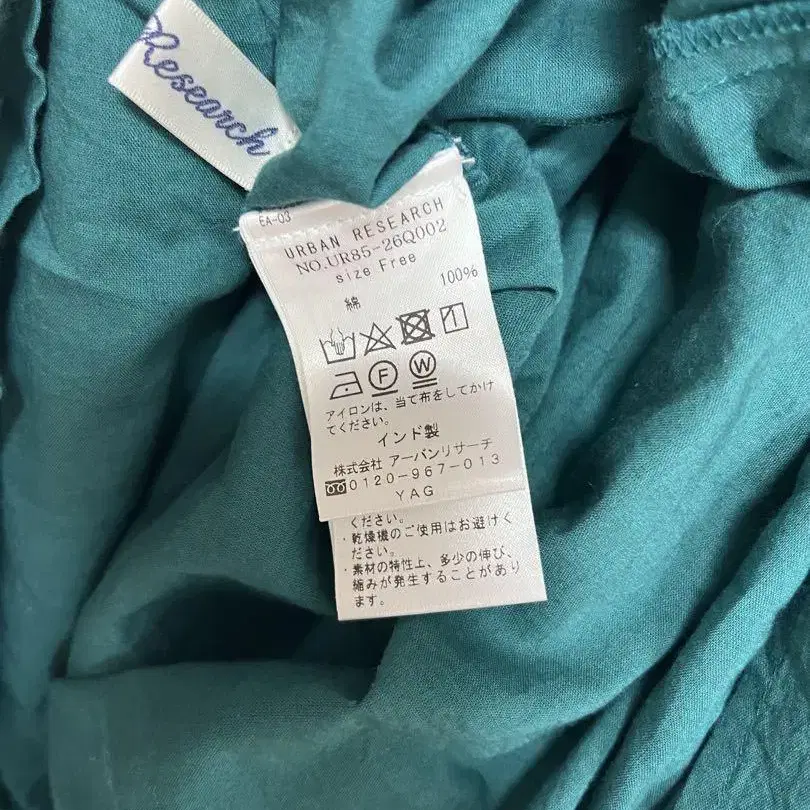 Research
EA-03
URBAN RESEARCH
NO.UR85-26Q002
size Free
綿 100%
F W
アイロンは、当て布をしてかけ
てください。
インド製
株式会社 アーバンリサーチ
0120-967-013
YAG
ください。
・乾燥機のご使用はお避けく
ださい。
・素材の特性上、多少の伸び、
縮みが発生することがあり
ます。